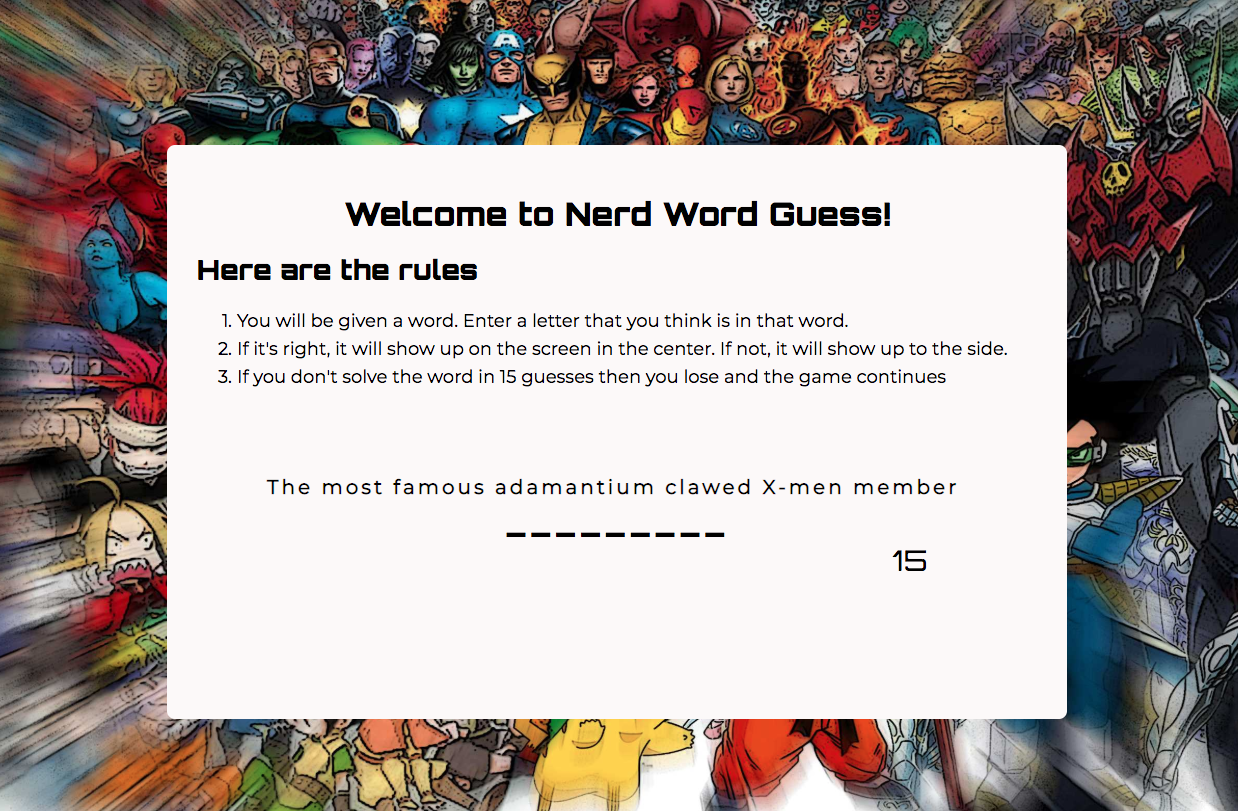 Welcome to Nerd Word Guess!
Here are the rules
1. You will be given a word. Enter a letter that you think is in that word.
2. If it's right, it will show up on the screen in the center. If not, it will show up to the side.
3. If you don't solve the word in 15 guesses then you lose and the game continues
The most famous adamantium clawed X-men member
_ _ _ _ _ _ _ _ _
15